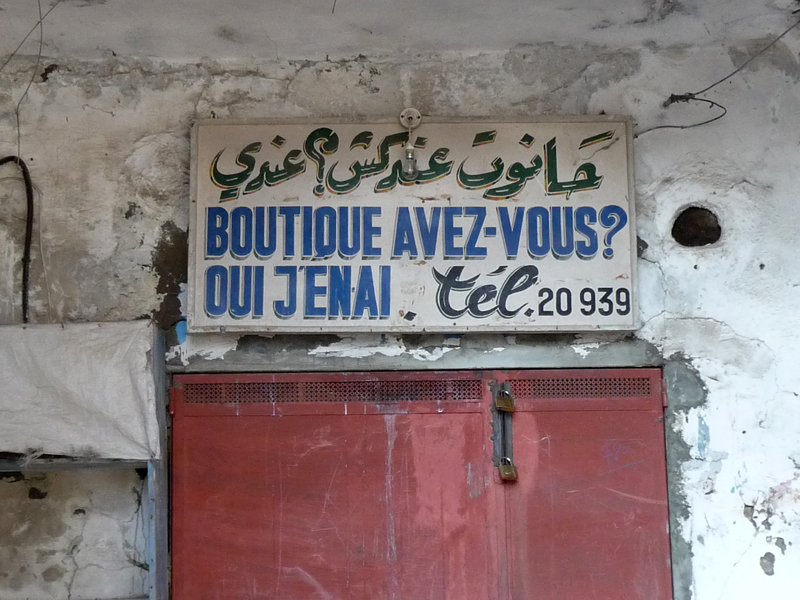 حانوت عندكش؟ عندي
BOUTIQUE AVEZ-VOUS?
OUI J'EN AI . tél. 20 939